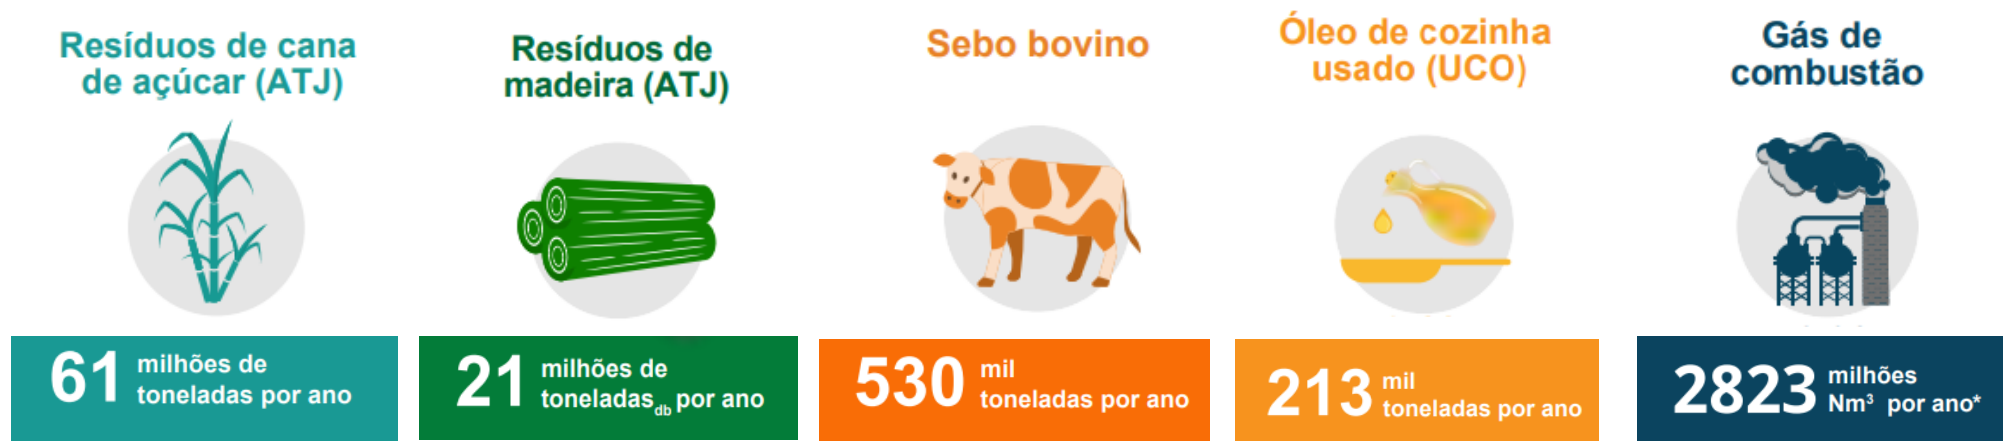 Resíduos de cana
de açúcar (ATJ)
61 milhões de
toneladas por ano
Resíduos de
madeira (ATJ)
21 milhões de
toneladas db por ano
Sebo bovino
530 mil
toneladas por ano
Óleo de cozinha
usado (UCO)
213 mil
toneladas por ano
Gás de
combustão
2823 milhões
Nm³ por ano*